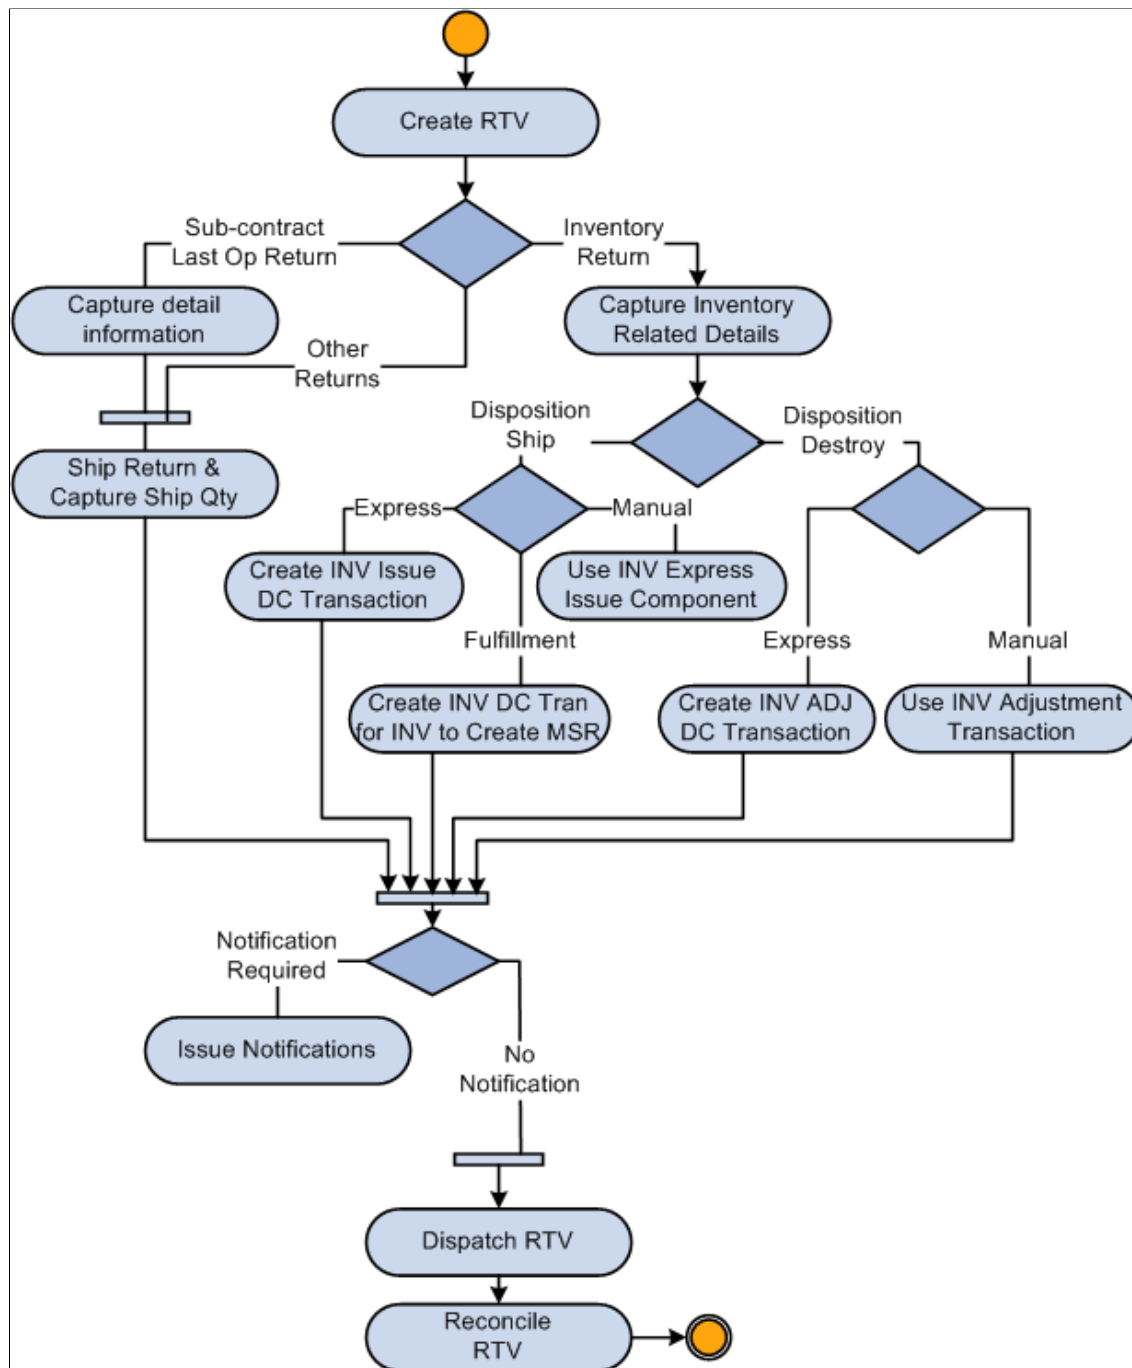 Create RTV
Sub-contract
Last Op Return
Inventory
Return
Capture detail
information
Capture Inventory
Related Details
Other
Returns
Disposition
Ship
Disposition
Destroy
Ship Return &
Capture Ship Qty
Express
Manual
Create INV Issue
DC Transaction
Use INV Express
Issue Component
Fulfillment
Express
Manual
Create INV DC Tran
for INV to Create MSR
Create INV ADJ
DC Transaction
Use INV Adjustment
Transaction
Notification
Required
Issue Notifications
No
Notification
Dispatch RTV
Reconcile
RTV